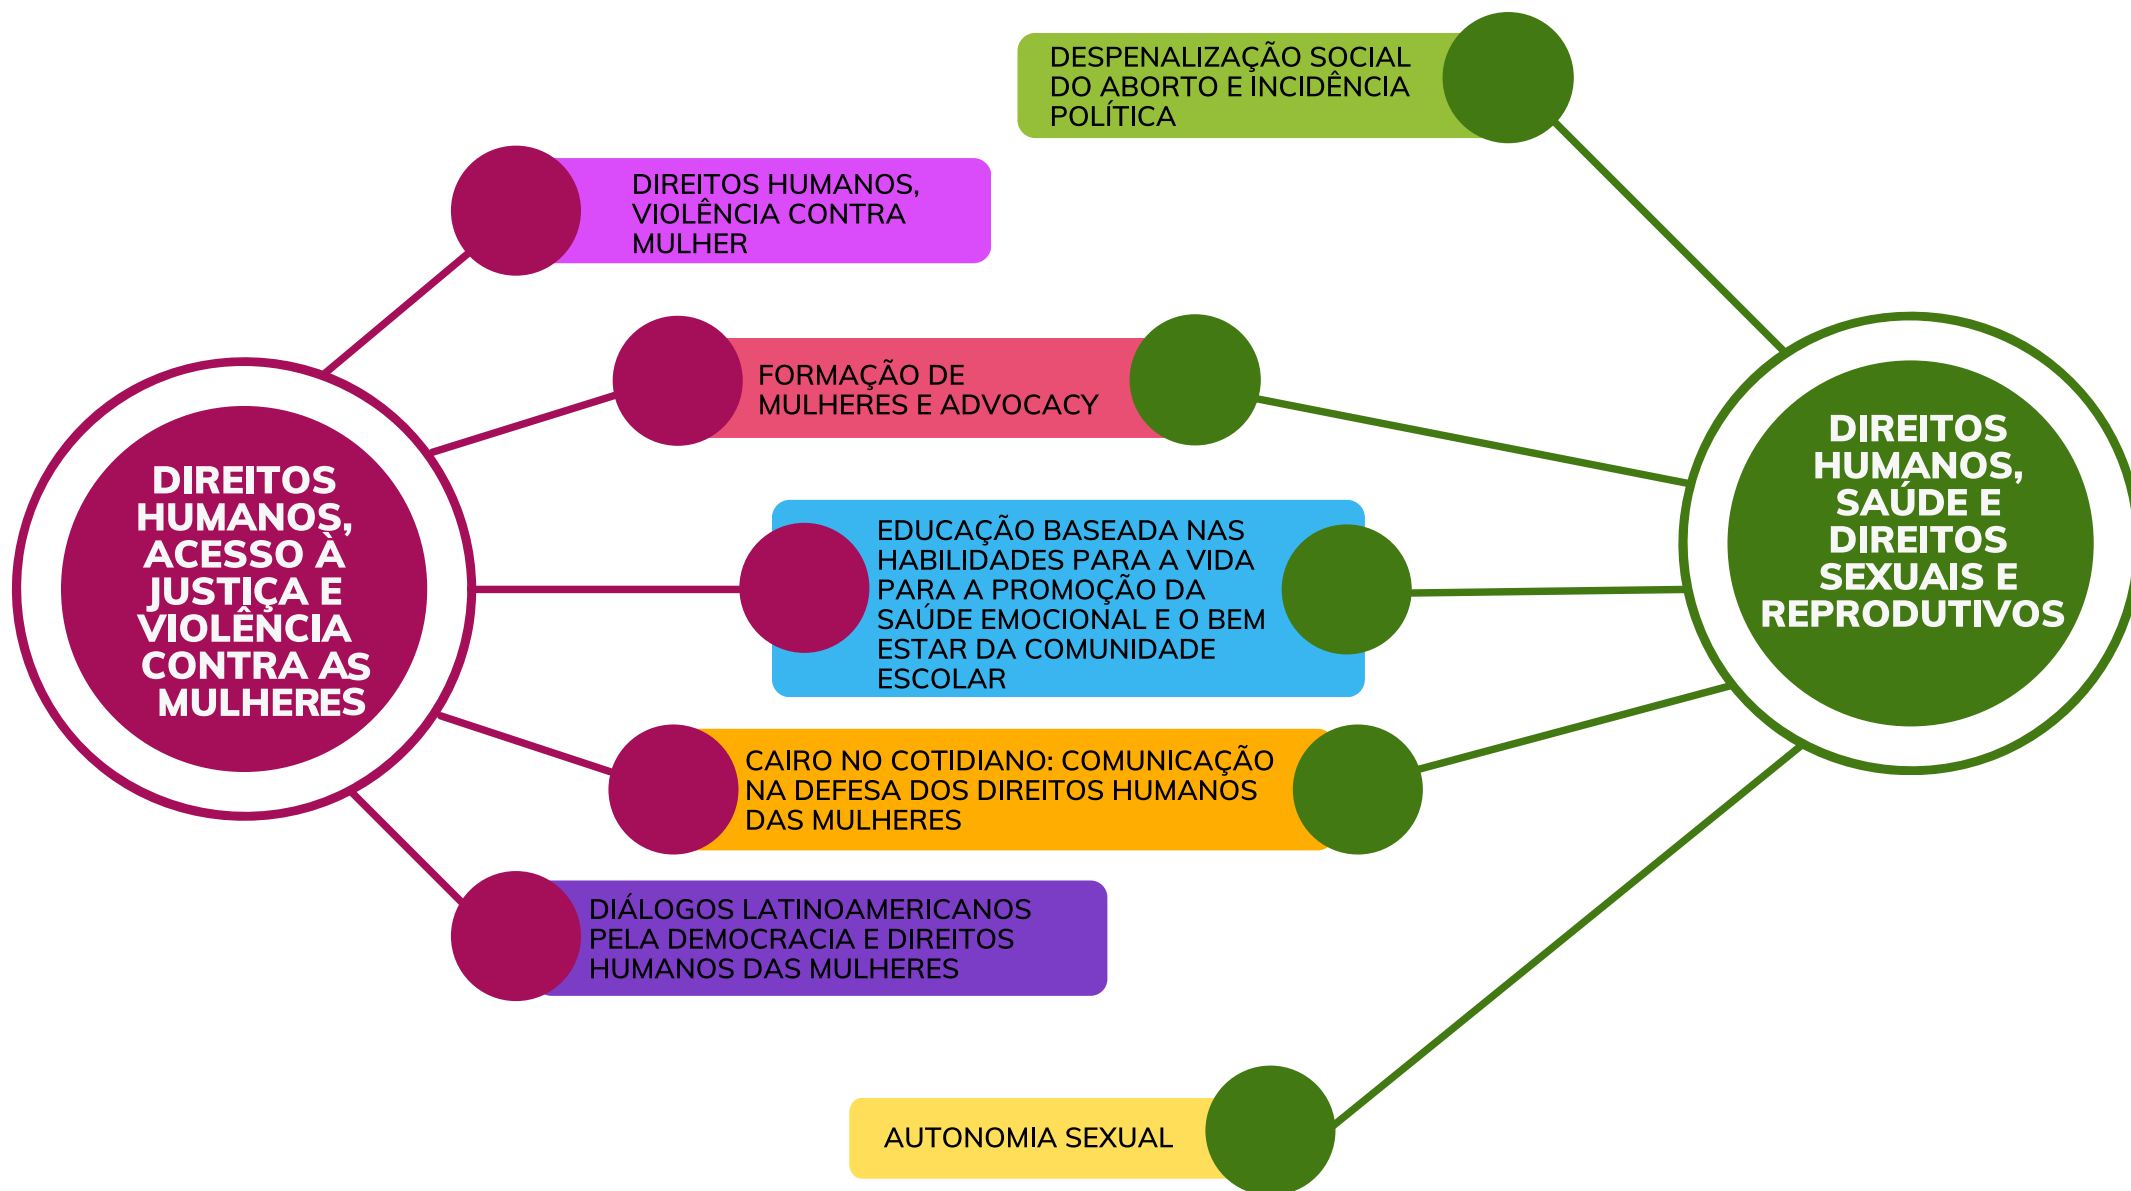 DESPENALIZAÇÃO SOCIAL
DO ABORTO E INCIDÊNCIA
POLÍTICA
DIREITOS HUMANOS,
VIOLÊNCIA CONTRA
MULHER
FORMAÇÃO DE
MULHERES E ADVOCACY
DIREITOS
HUMANOS,
ACESSO À
JUSTIÇA E
VIOLÊNCIA
CONTRA AS
MULHERES
EDUCAÇÃO BASEADA NAS
HABILIDADES PARA A VIDA
PARA A PROMOÇÃO DA
SAÚDE EMOCIONAL E O BEM
ESTAR DA COMUNIDADE
ESCOLAR
DIREITOS
HUMANOS,
SAÚDE E
DIREITOS
SEXUAIS E
REPRODUTIVOS
CAIRO NO COTIDIANO: COMUNICAÇÃO
NA DEFESA DOS DIREITOS HUMANOS
DAS MULHERES
DIÁLOGOS LATINOAMERICANOS
PELA DEMOCRACIA E DIREITOS
HUMANOS DAS MULHERES
AUTONOMIA SEXUAL